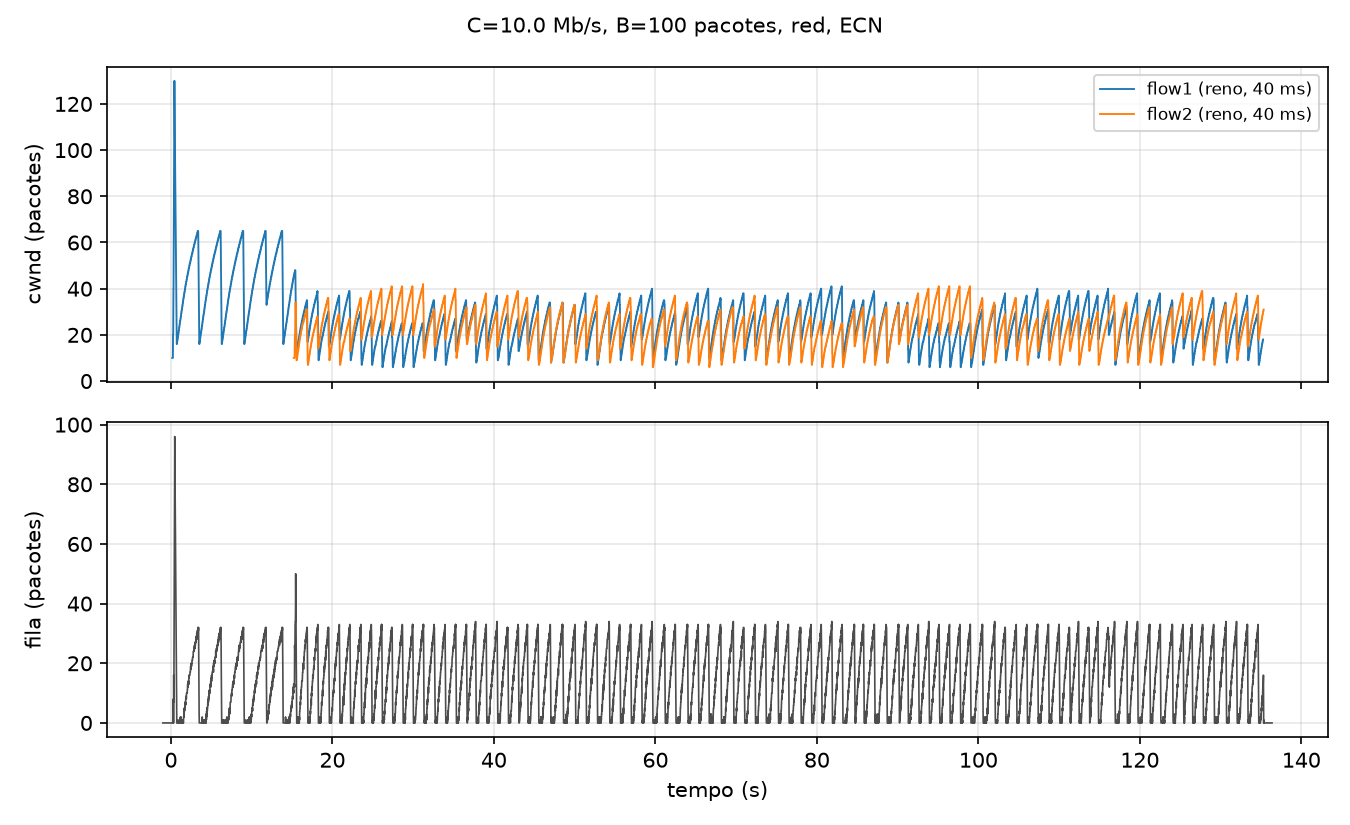 C=10.0 Mb/s, B=100 pacotes, red, ECN
cwnd (pacotes)
120
100
80
60
40
20
0
flow1 (reno, 40 ms)
flow2 (reno, 40 ms)
fila (pacotes)
100
80
60
40
20
0
0 20 40 60 80 100 120 140
tempo (s)